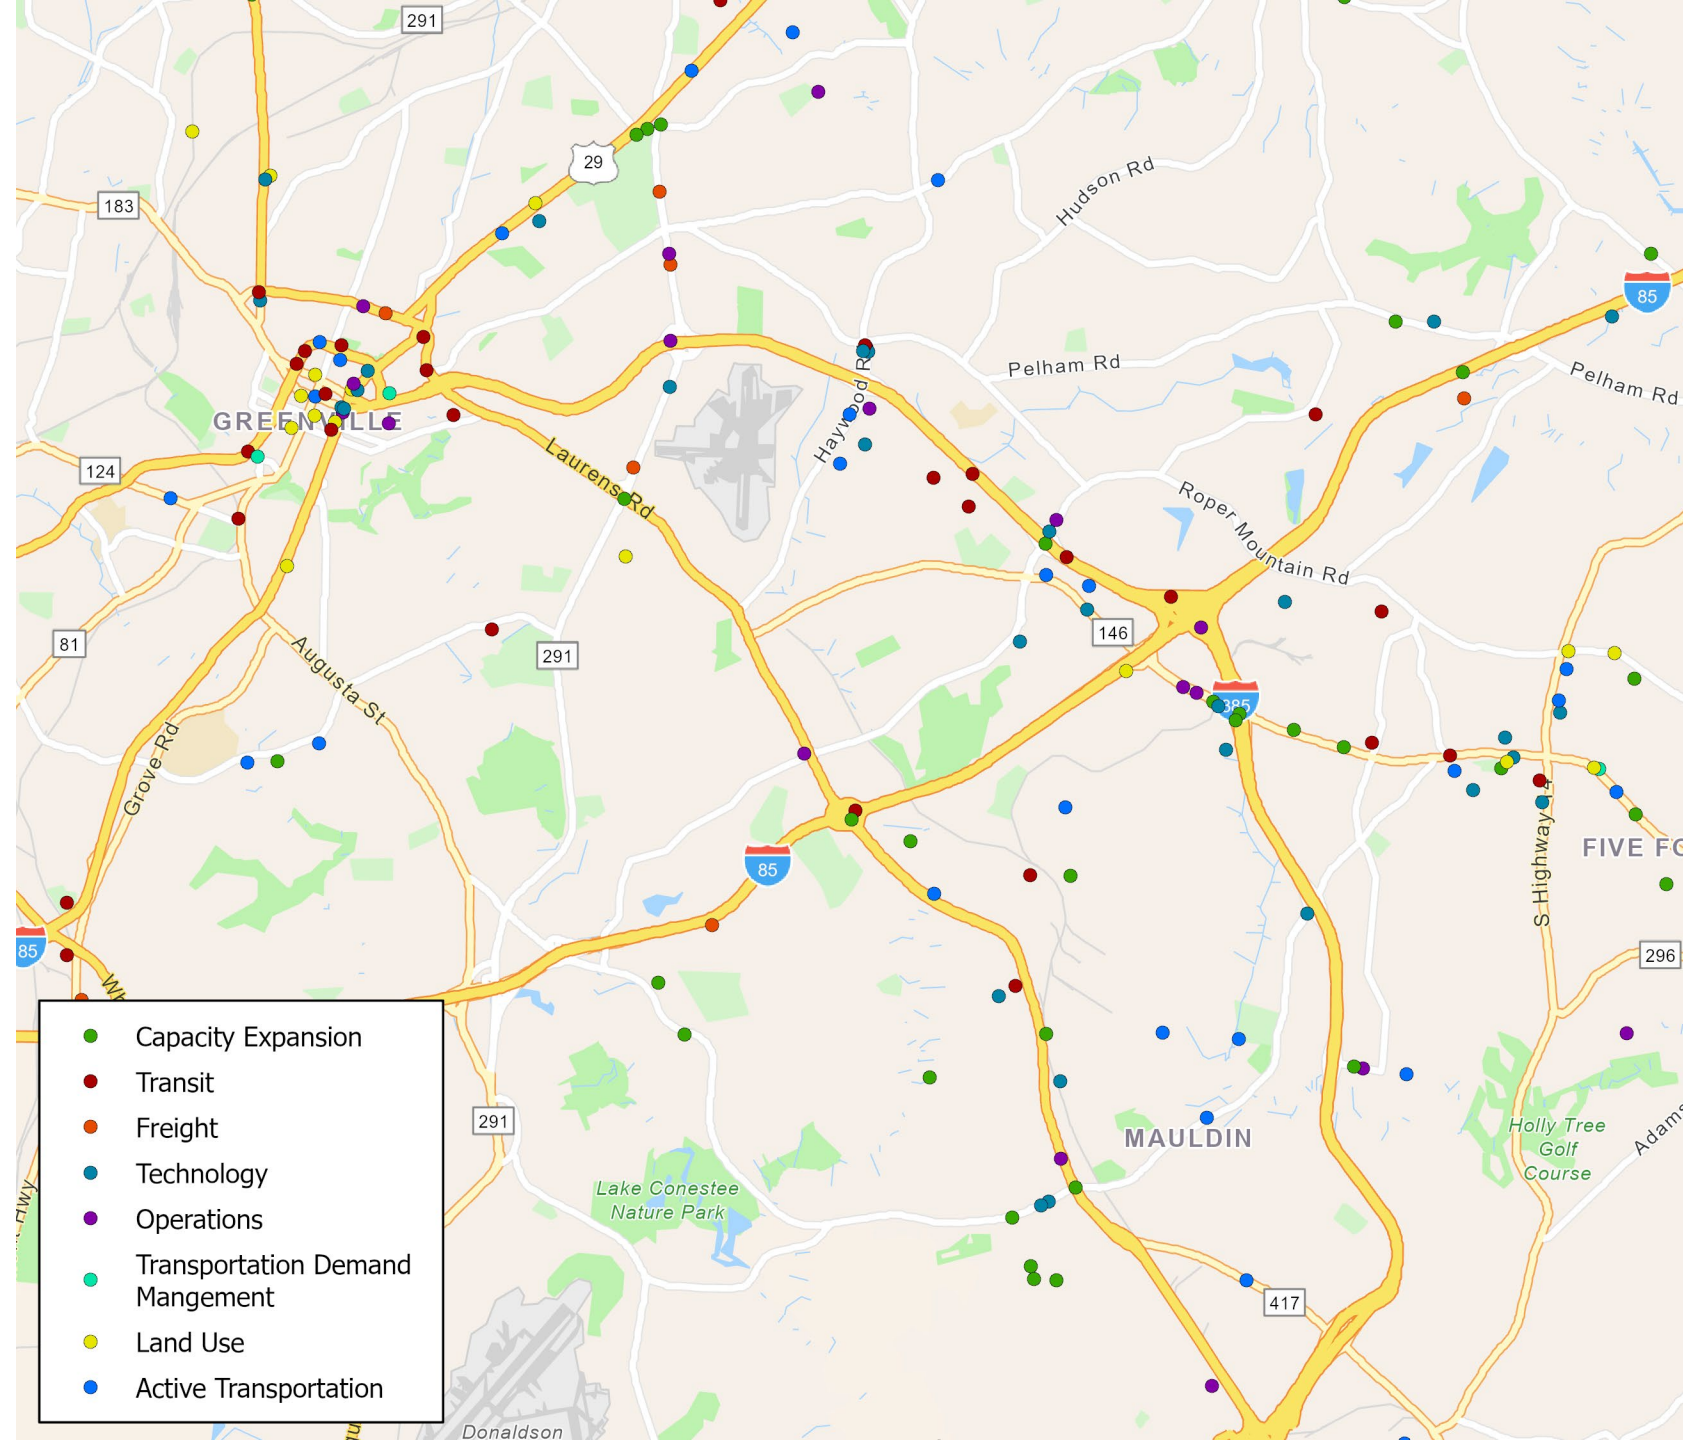 291
29
183
Hudson Rd
85
Pelham Rd
Pelham Rd
Haywood R
GREENVILLE
124
Laurens Rd
Roper Mountain Rd
146
81
291
Augusta St
385
Grove Rd
85
FIVE FO
S Highway 14
85
296
Wh
Capacity Expansion
Transit
Freight
Technology
Operations
Transportation Demand
Mangement
Land Use
Active Transportation
291
MAULDIN
Holly Tree
Golf
Course
Adams
Lake Conestee
Nature Park
Hwy
417
Donaldson